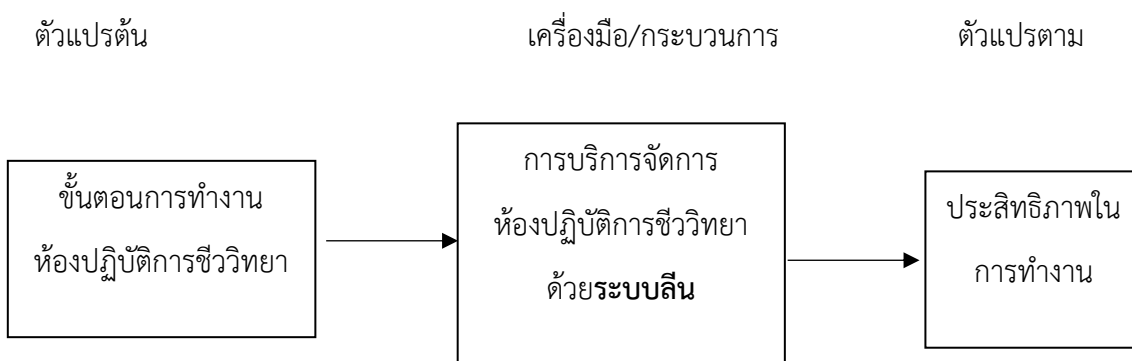 ตัวแปรต้น
เครื่องมือ/กระบวนการ
ตัวแปรตาม
ขั้นตอนการทำงาน
ห้องปฏิบัติการชีววิทยา
การบริการจัดการ
ห้องปฏิบัติการชีววิทยา
ด้วยระบบลีน
ประสิทธิภาพใน
การทำงาน